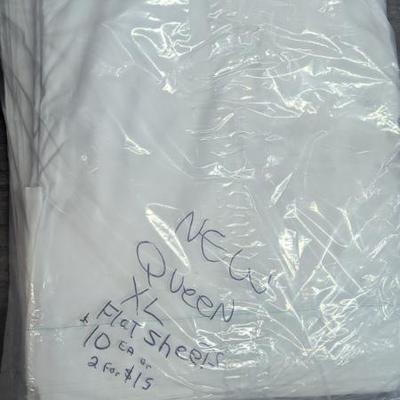 NEW
QUEEN
XL
Flat Sheets
$10 EA or
2 For $15